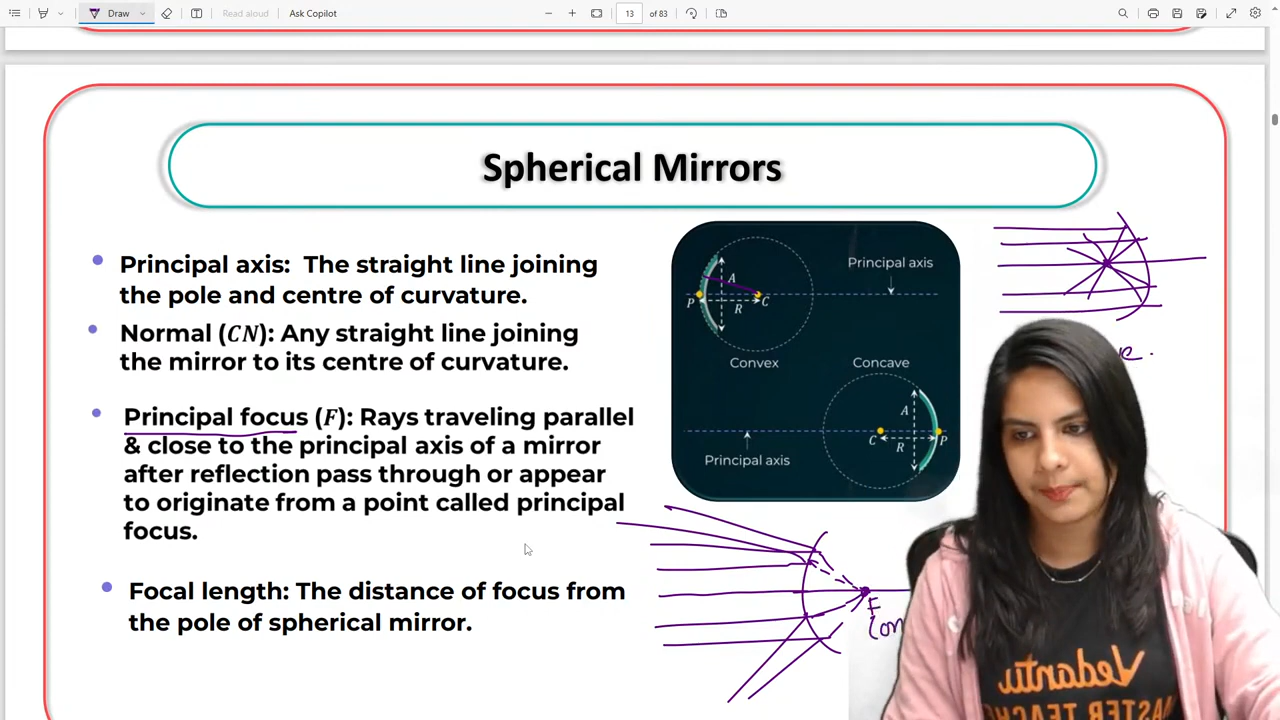 Draw
Read aloud
Ask Copilot
13 of 83
Spherical Mirrors
Principal axis: The straight line joining
the pole and centre of curvature.
Normal (CN): Any straight line joining
the mirror to its centre of curvature.
Principal focus (F): Rays traveling parallel
& close to the principal axis of a mirror
after reflection pass through or appear
to originate from a point called principal
focus.
Focal length: The distance of focus from
the pole of spherical mirror.
A
P
C
R
Principal axis
Convex
Concave
A
C
P
R
Principal axis
F
Vedantu
MASTER TEACHE